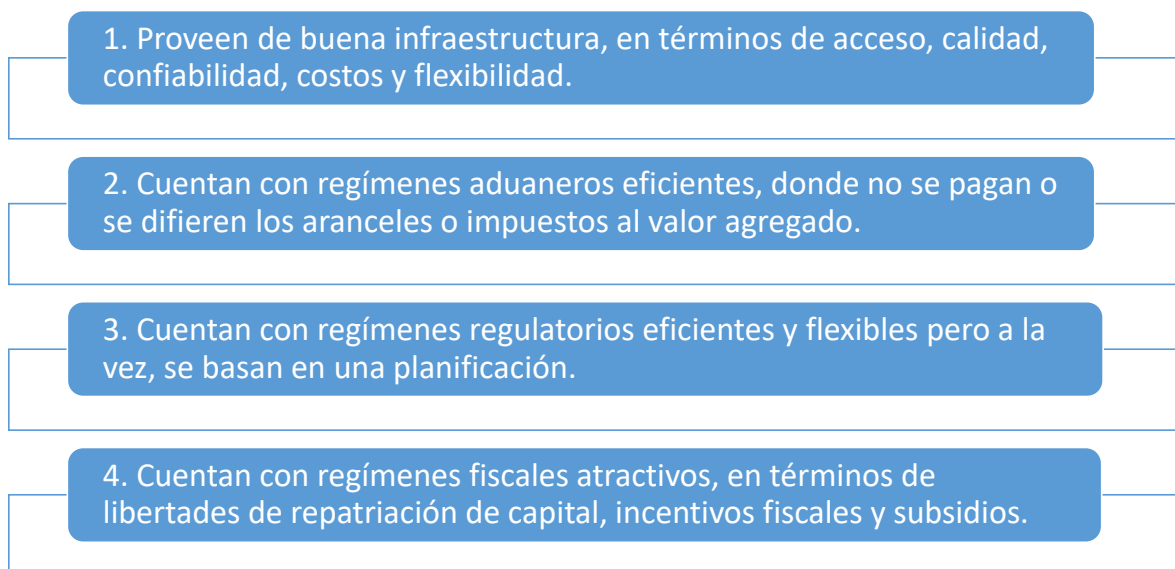 1. Proveen de buena infraestructura, en términos de acceso, calidad,
confiabilidad, costos y flexibilidad.
2. Cuentan con regímenes aduaneros eficientes, donde no se pagan o
se difieren los aranceles o impuestos al valor agregado.
3. Cuentan con regímenes regulatorios eficientes y flexibles pero a la
vez, se basan en una planificación.
4. Cuentan con regímenes fiscales atractivos, en términos de
libertades de repatriación de capital, incentivos fiscales y subsidios.